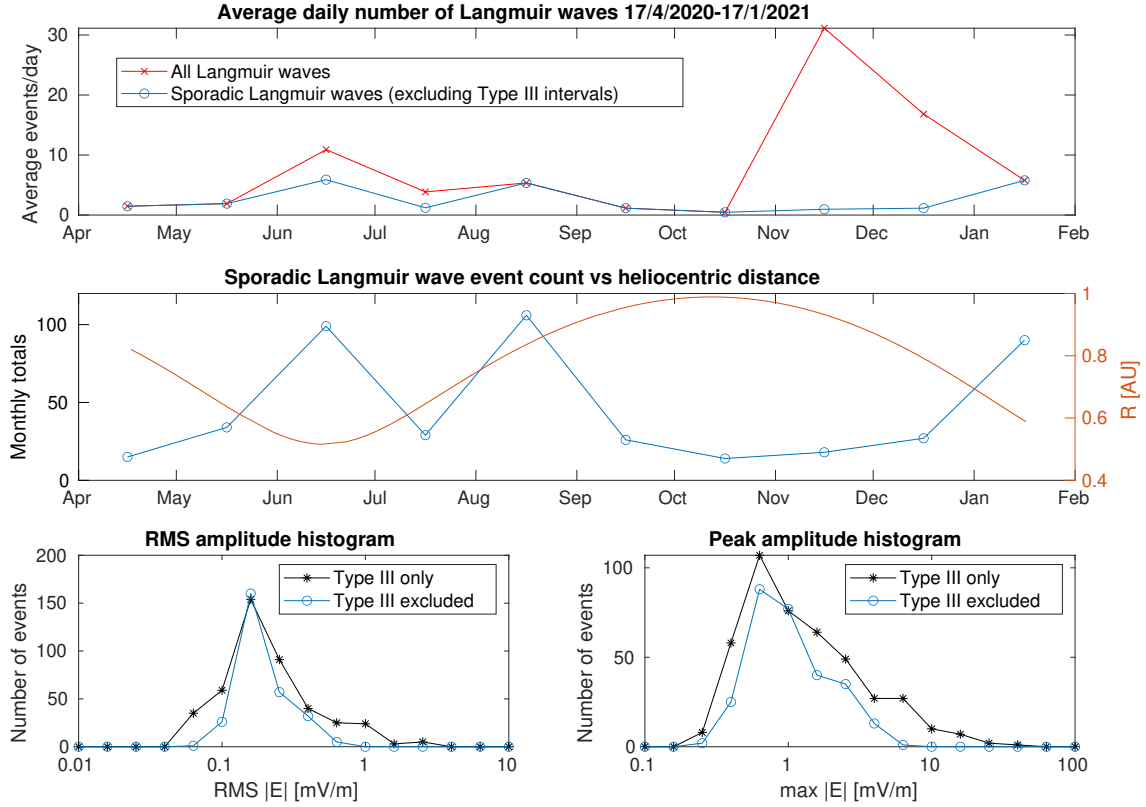 Average daily number of Langmuir waves 17/4/2020-17/1/2021
Average events/day
30
20
10
0
All Langmuir waves
Sporadic Langmuir waves (excluding Type III intervals)
Apr May Jun Jul Aug Sep Oct Nov Dec Jan Feb
Sporadic Langmuir wave event count vs heliocentric distance
Monthly totals
100
50
0
1
0.8
0.6
0.4
R [AU]
Apr May Jun Jul Aug Sep Oct Nov Dec Jan Feb
RMS amplitude histogram
Number of events
200
150
100
50
0
Type III only
Type III excluded
0.01 0.1 1 10
RMS |E| [mV/m]
Peak amplitude histogram
Number of events
100
50
0
Type III only
Type III excluded
0.1 1 10 100
max |E| [mV/m]